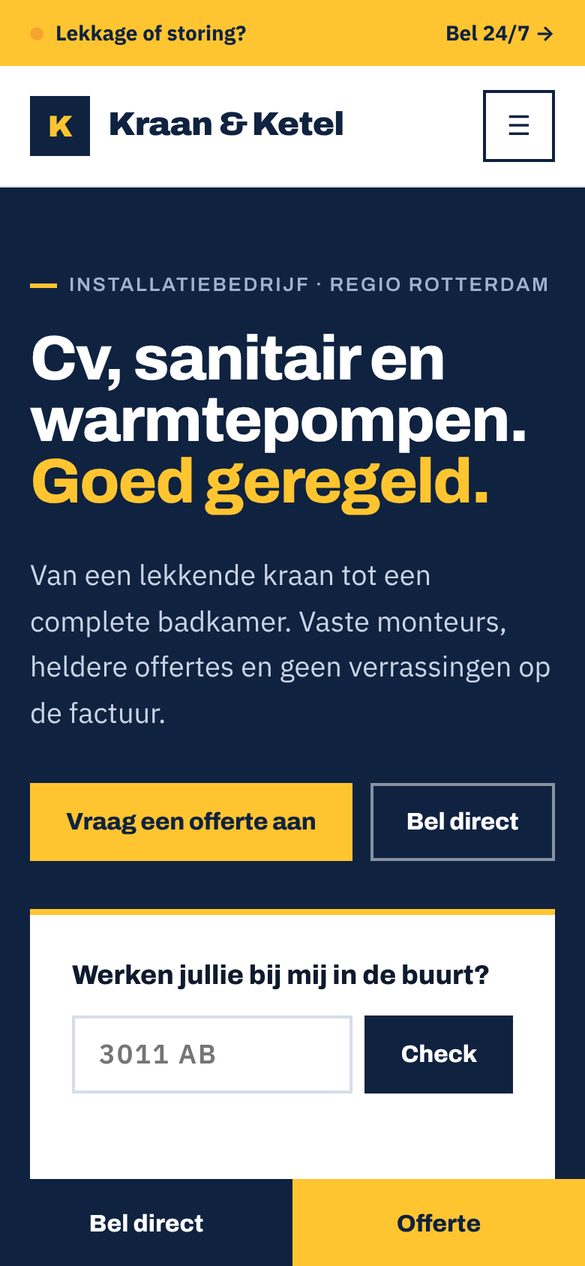 Lekkage of storing?
Bel 24/7 →
K
Kraan & Ketel
☰
INSTALLATIEBEDRIJF · REGIO ROTTERDAM
Cv, sanitair en
warmtepompen.
Goed geregeld.
Van een lekkende kraan tot een
complete badkamer. Vaste monteurs,
heldere offertes en geen verrassingen op
de factuur.
Vraag een offerte aan
Bel direct
Werken jullie bij mij in de buurt?
3011 AB
Check
Bel direct
Offerte